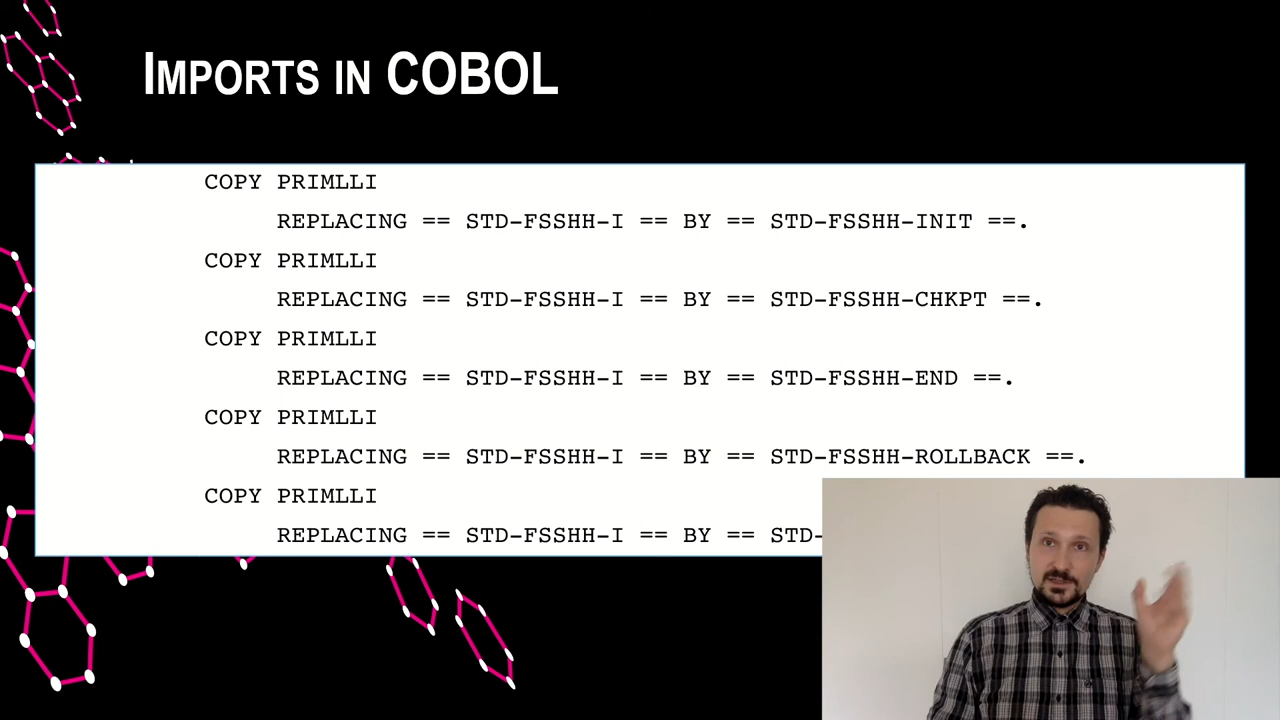 IMPORTS IN COBOL
COPY PRIMLLI
REPLACING == STD-FSSHH-I == BY == STD-FSSHH-INIT ==.
COPY PRIMLLI
REPLACING == STD-FSSHH-I == BY == STD-FSSHH-CHKPT ==.
COPY PRIMLLI
REPLACING == STD-FSSHH-I == BY == STD-FSSHH-END ==.
COPY PRIMLLI
REPLACING == STD-FSSHH-I == BY == STD-FSSHH-ROLLBACK ==.
COPY PRIMLLI
REPLACING == STD-FSSHH-I == BY == STD-